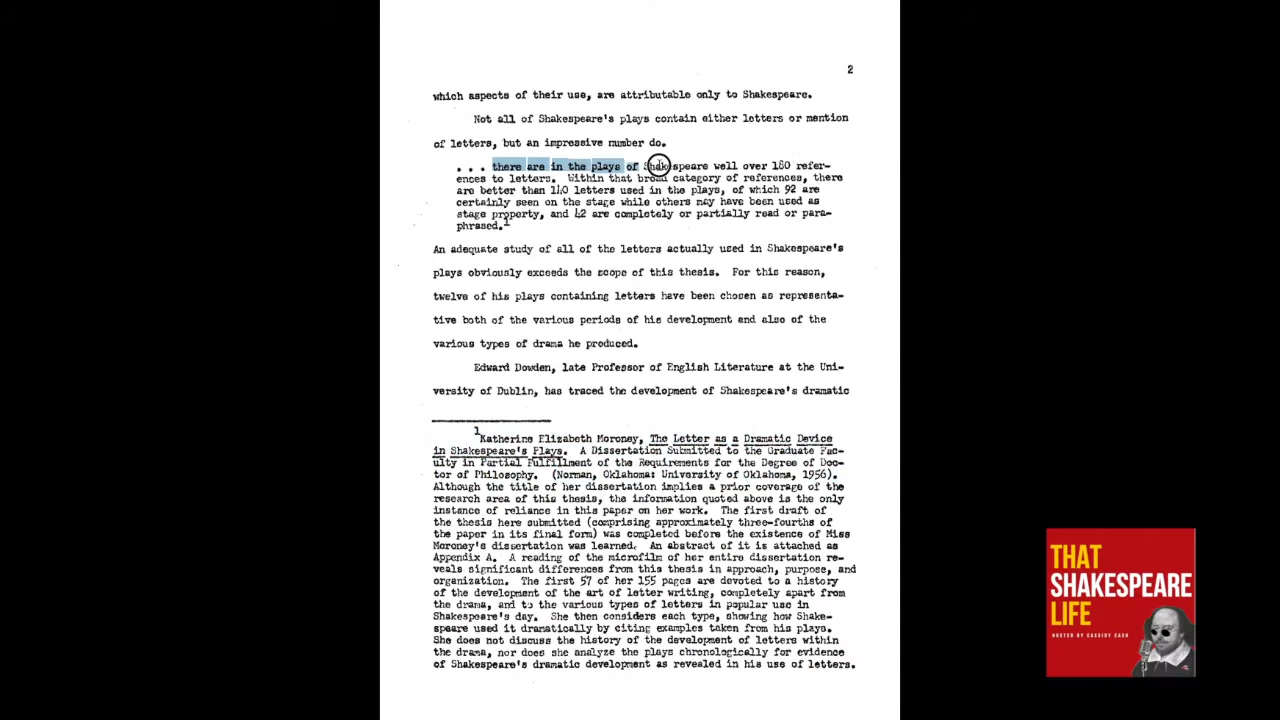 2
which aspects of their use, are attributable only to Shakespeare.
Not all of Shakespeare's plays contain either letters or mention
of letters, but an impressive number do.
. . . there are in the plays of Shakespeare well over 180 refer-
ences to letters. Within that broad category of references, there
are better than 140 letters used in the plays, of which 92 are
certainly seen on the stage while others may have been used as
stage property, and 42 are completely or partially read or para-
phrased.1
An adequate study of all of the letters actually used in Shakespeare's
plays obviously exceeds the scope of this thesis. For this reason,
twelve of his plays containing letters have been chosen as representa-
tive both of the various periods of his development and also of the
various types of drama he produced.
Edward Dowden, late Professor of English Literature at the Uni-
versity of Dublin, has traced the development of Shakespeare's dramatic
1Katherine Elizabeth Moroney, The Letter as a Dramatic Device
in Shakespeare's Plays. A Dissertation Submitted to the Graduate Fac-
ulty in Partial Fulfillment of the Requirements for the Degree of Doc-
tor of Philosophy. (Norman, Oklahoma: University of Oklahoma, 1956).
Although the title of her dissertation implies a prior coverage of the
research area of this thesis, the information quoted above is the only
instance of reliance in this paper on her work. The first draft of
the thesis here submitted (comprising approximately three-fourths of
the paper in its final form) was completed before the existence of Miss
Moroney's dissertation was learned. An abstract of it is attached as
Appendix A. A reading of the microfilm of her entire dissertation re-
veals significant differences from this thesis in approach, purpose, and
organization. The first 57 of her 155 pages are devoted to a history
of the development of the art of letter writing, completely apart from
the drama, and to the various types of letters in popular use in
Shakespeare's day. She then considers each type, showing how Shake-
speare used it dramatically by citing examples taken from his plays.
She does not discuss the history of the development of letters within
the drama, nor does she analyze the plays chronologically for evidence
of Shakespeare's dramatic development as revealed in his use of letters.
THAT
SHAKESPEARE
LIFE
HOSTED BY CASSIDY CASH